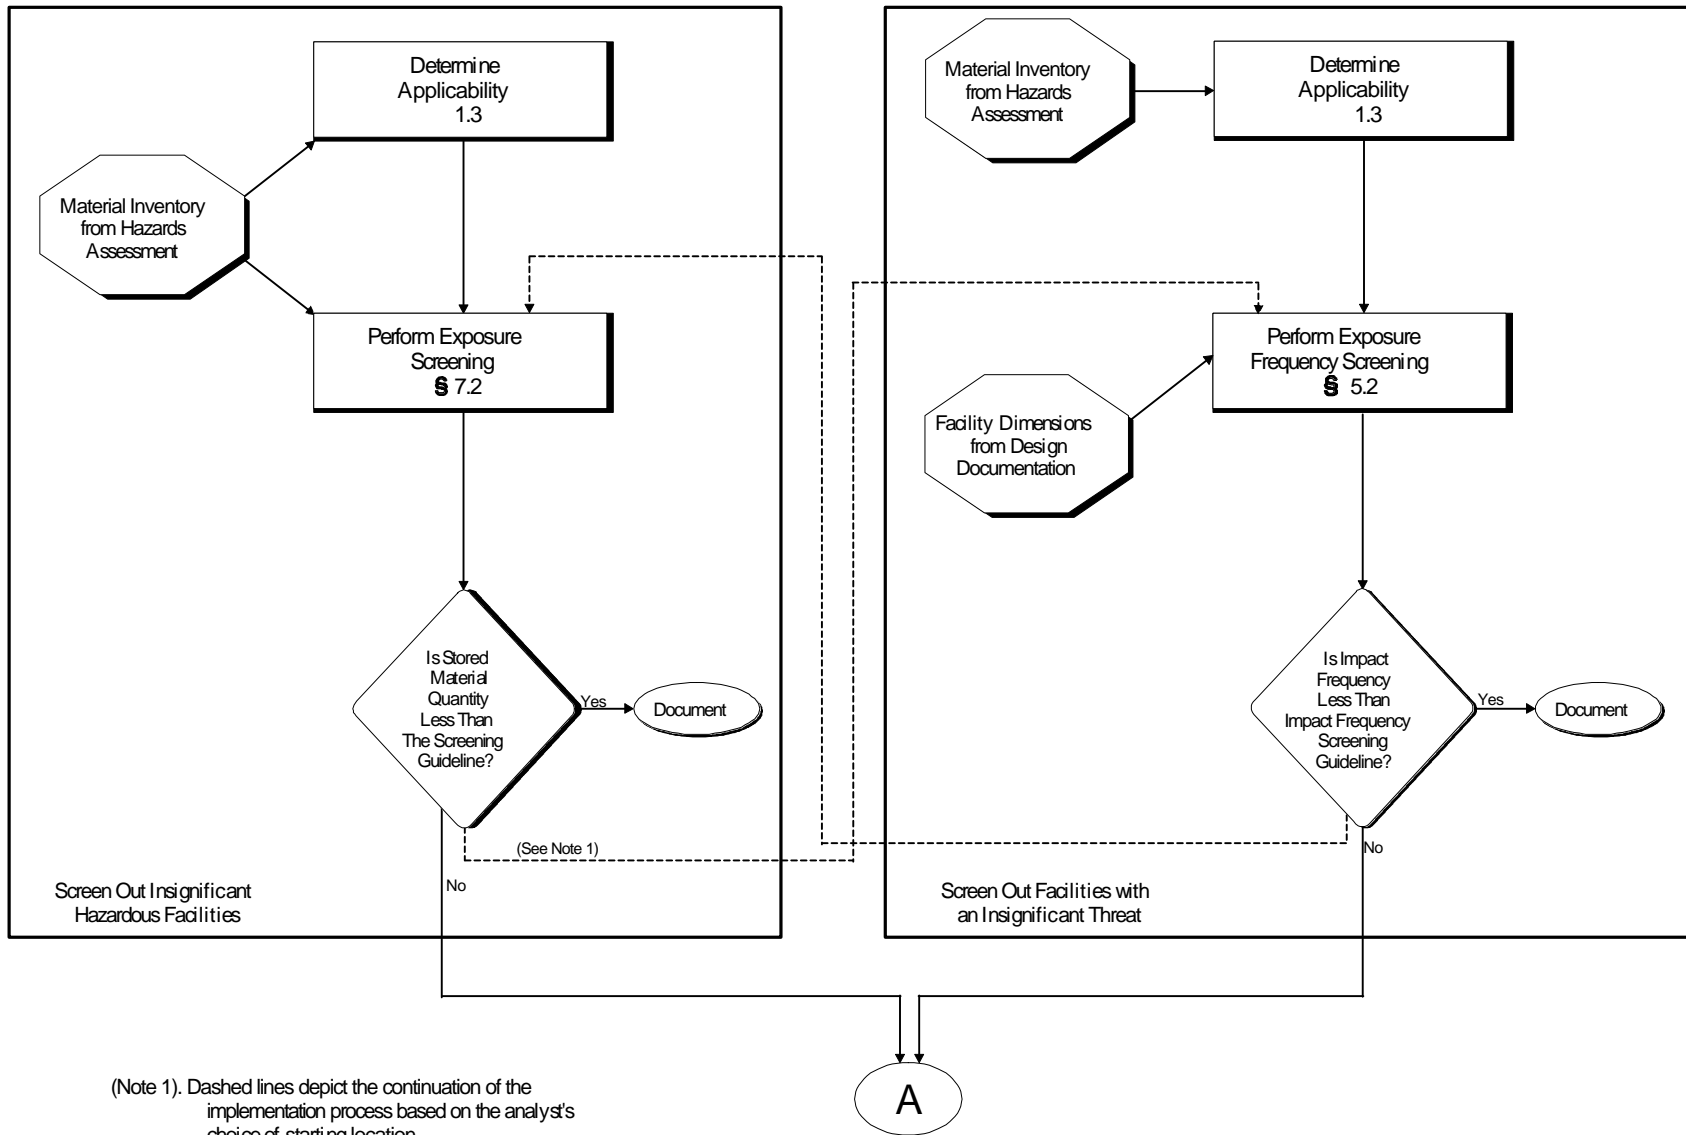 Determine
Applicability
1.3
Material Inventory
from Hazards
Assessment
Perform Exposure
Screening
§ 7.2
Is Stored
Material
Quantity
Less Than
The Screening
Guideline?
Yes
Document
(See Note 1)
No
Screen Out Insignificant
Hazardous Facilities
Material Inventory
from Hazards
Assessment
Determine
Applicability
1.3
Perform Exposure
Frequency Screening
§ 5.2
Facility Dimensions
from Design
Documentation
Is Impact
Frequency
Less Than
Impact Frequency
Screening
Guideline?
Yes
Document
No
Screen Out Facilities with
an Insignificant Threat
A
(Note 1). Dashed lines depict the continuation of the
implementation process based on the analyst's
choice of starting location